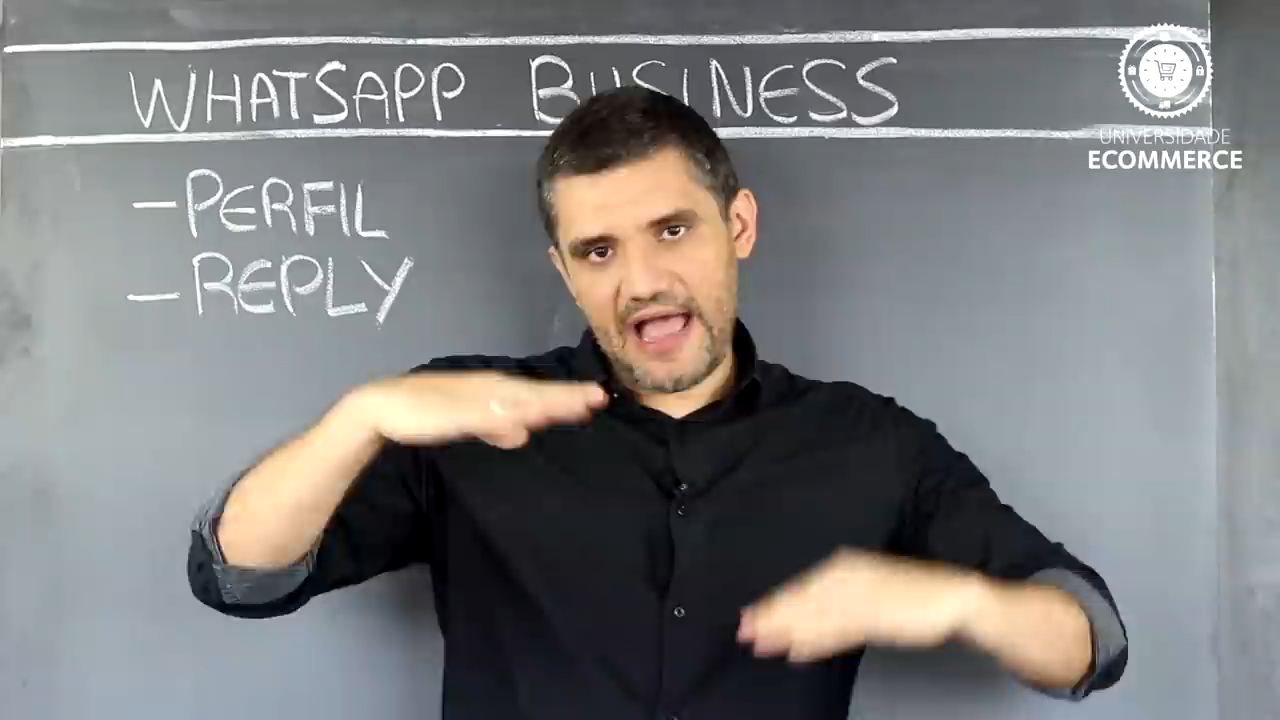 WHATSAPP BUSINESS
- PERFIL
- REPLY
UNIVERSIDADE
ECOMMERCE